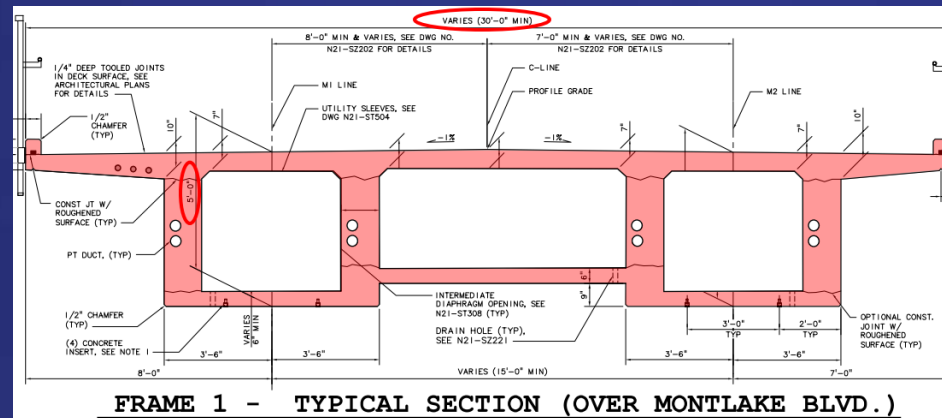 VARIES (30'-0" MIN)
8'-0" MIN & VARIES, SEE DWG NO.
N21-SZ202 FOR DETAILS
7'-0" MIN & VARIES, SEE DWG NO.
N21-SZ202 FOR DETAILS
1/4" DEEP TOOLED JOINTS
IN DECK SURFACE, SEE
ARCHITECTURAL PLANS
FOR DETAILS
M1 LINE
C-LINE
PROFILE GRADE
M2 LINE
UTILITY SLEEVES, SEE
DWG N21-ST504
1/2"
CHAMFER
(TYP)
10"
7"
-1%
-1%
7"
7"
10"
5'-0"
CONST JT W/
ROUGHENED
SURFACE (TYP)
PT DUCT, (TYP)
1/2" CHAMFER
(TYP)
(4) CONCRETE
INSERT, SEE NOTE 1
VARIES
6" MIN
INTERMEDIATE
DIAPHRAGM OPENING, SEE
N21-ST308 (TYP)
DRAIN HOLE (TYP),
SEE N21-SZ221
6"
9"
3'-0"
TYP
2'-0"
TYP
OPTIONAL CONST.
JOINT W/
ROUGHENED
SURFACE (TYP)
3'-6"
3'-6"
3'-6"
3'-6"
8'-0"
VARIES (15'-0" MIN)
7'-0"
FRAME 1 - TYPICAL SECTION (OVER MONTLAKE BLVD.)